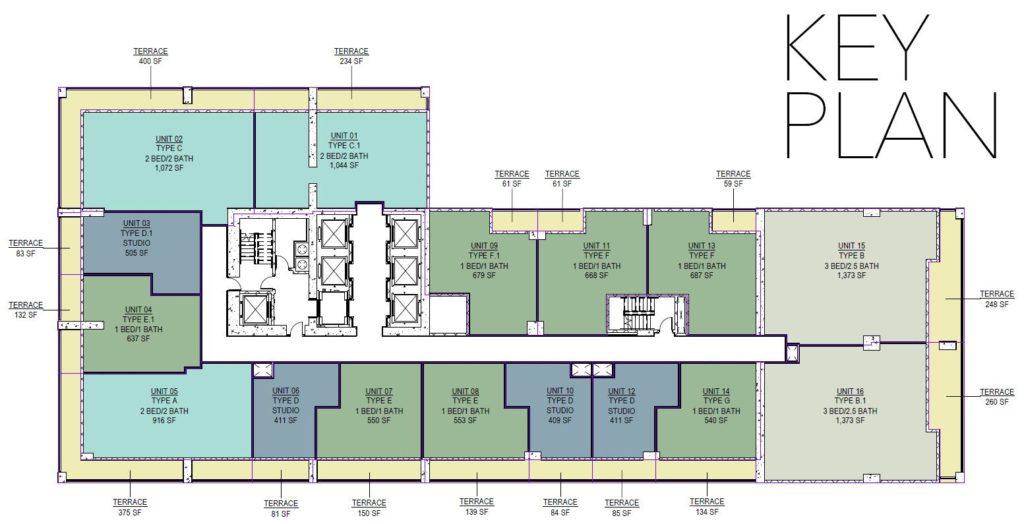 KEY
PLAN
TERRACE
400 SF
TERRACE
234 SF
UNIT 02
TYPE C
2 BED/2 BATH
1,072 SF
UNIT 01
TYPE C.1
2 BED/2 BATH
1,044 SF
TERRACE
61 SF
TERRACE
61 SF
TERRACE
59 SF
TERRACE
83 SF
UNIT 03
TYPE D.1
STUDIO
505 SF
UNIT 09
TYPE F.1
1 BED/1 BATH
679 SF
UNIT 11
TYPE F
1 BED/1 BATH
668 SF
UNIT 13
TYPE F
1 BED/1 BATH
687 SF
UNIT 15
TYPE B
3 BED/2.5 BATH
1,373 SF
TERRACE
248 SF
TERRACE
132 SF
UNIT 04
TYPE E.1
1 BED/1 BATH
637 SF
UNIT 05
TYPE A
2 BED/2 BATH
916 SF
UNIT 06
TYPE D
STUDIO
411 SF
UNIT 07
TYPE E
1 BED/1 BATH
550 SF
UNIT 08
TYPE E
1 BED/1 BATH
553 SF
UNIT 10
TYPE D
STUDIO
409 SF
UNIT 12
TYPE D
STUDIO
411 SF
UNIT 14
TYPE G
1 BED/1 BATH
540 SF
UNIT 16
TYPE B.1
3 BED/2.5 BATH
1,373 SF
TERRACE
260 SF
TERRACE
375 SF
TERRACE
81 SF
TERRACE
150 SF
TERRACE
139 SF
TERRACE
84 SF
TERRACE
85 SF
TERRACE
134 SF